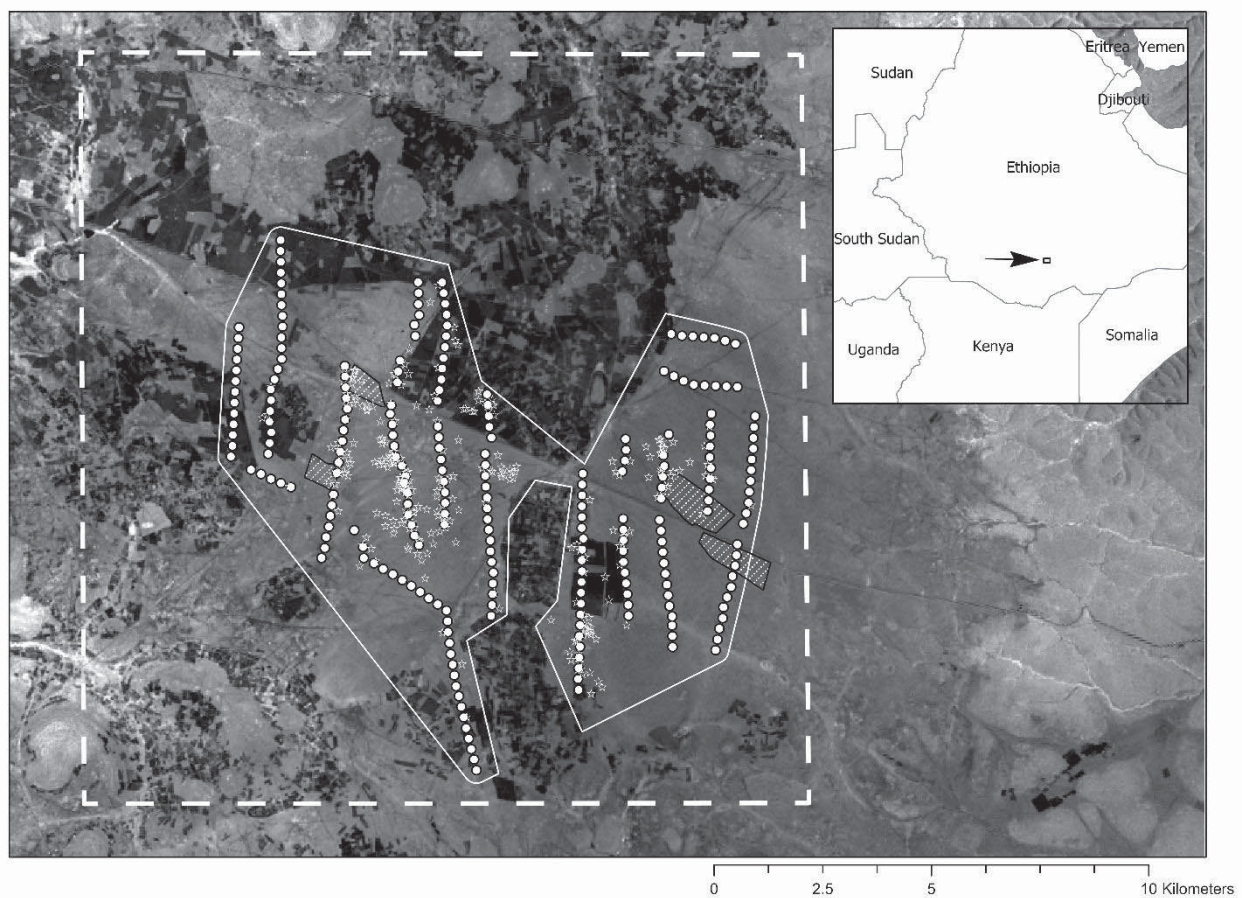 Eritrea Yemen
Sudan
Djibouti
Ethiopia
South Sudan
Uganda
Kenya
Somalia
0 2.5 5 10 Kilometers